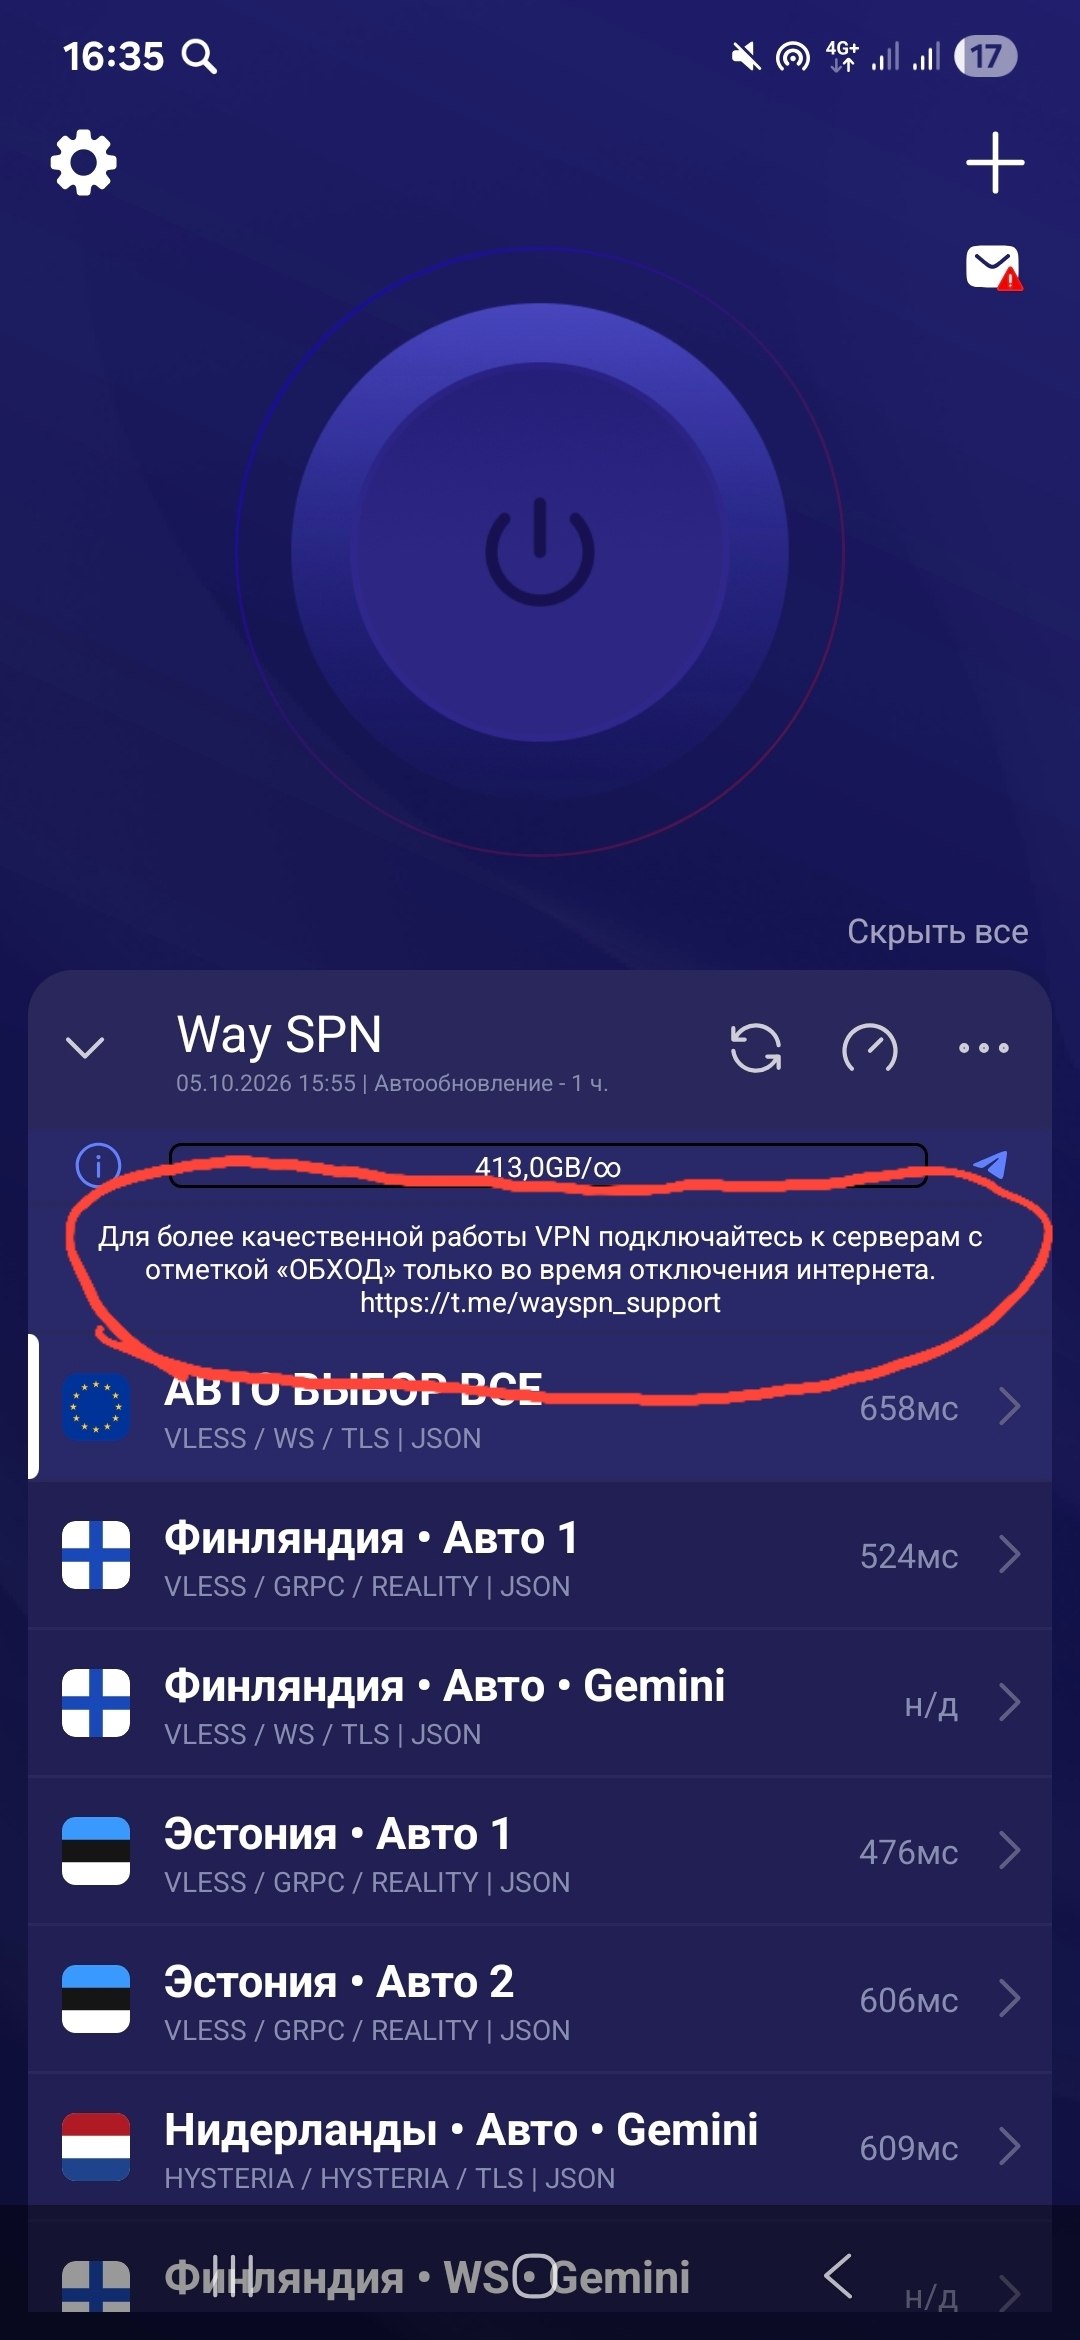 16:35
4G+
17
Скрыть все
Way SPN
05.10.2026 15:55 | Автообновление - 1 ч.
413,0GB/∞
Для более качественной работы VPN подключайтесь к серверам с
отметкой «ОБХОД» только во время отключения интернета.
https://t.me/wayspn_support
АВТО ВЫБОР ВСЕ
658мс
VLESS / WS / TLS | JSON
Финляндия • Авто 1
524мс
VLESS / GRPC / REALITY | JSON
Финляндия • Авто • Gemini
н/д
VLESS / WS / TLS | JSON
Эстония • Авто 1
476мс
VLESS / GRPC / REALITY | JSON
Эстония • Авто 2
606мс
VLESS / GRPC / REALITY | JSON
Нидерланды • Авто • Gemini
609мс
HYSTERIA / HYSTERIA / TLS | JSON
Финляндия • WS • Gemini
н/д